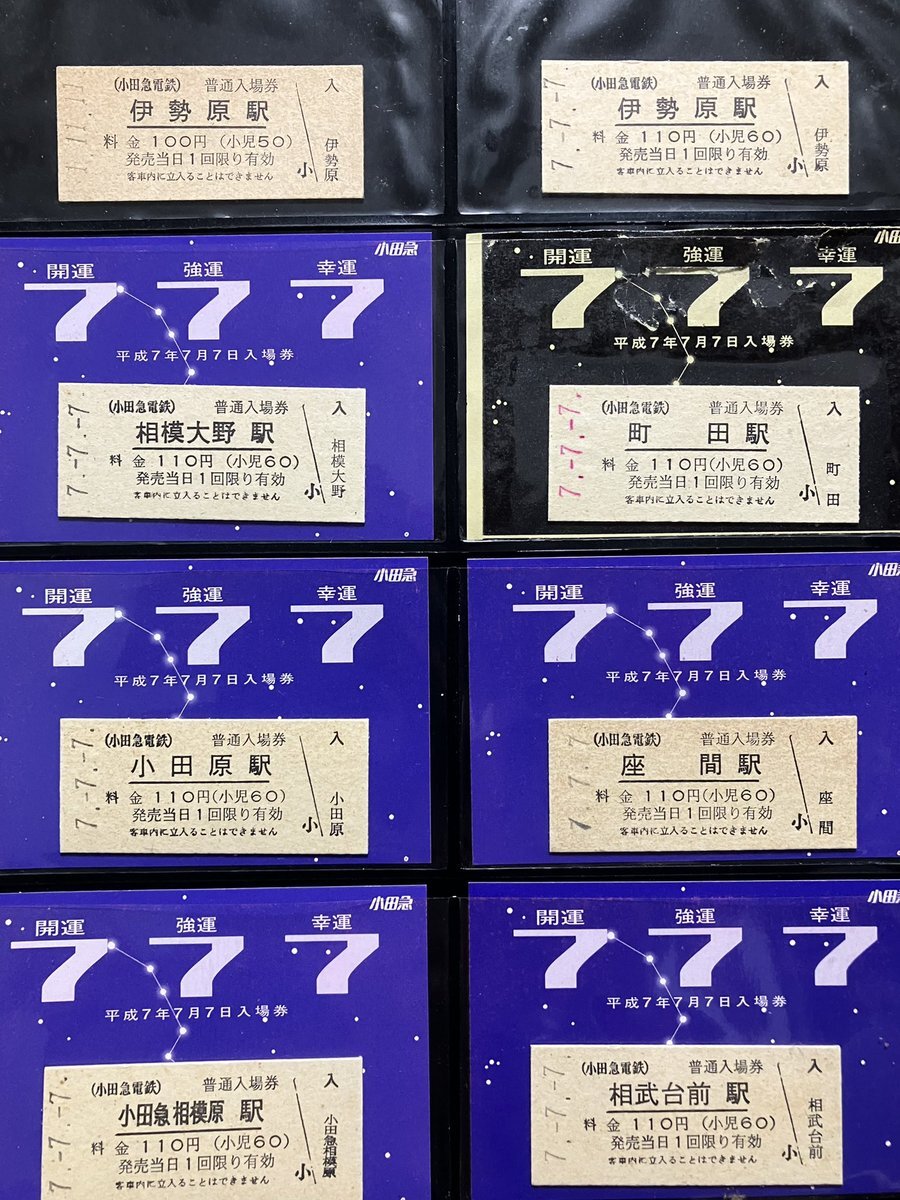 11.11
(小田急電鉄) 普通入場券 入
伊勢原駅
料金 100円(小児50)
発売当日1回限り有効
客車内に立入ることはできません
小
伊勢原
7.-7.-7
(小田急電鉄) 普通入場券 入
伊勢原駅
料金 110円(小児60)
発売当日1回限り有効
客車内に立入ることはできません
小
伊勢原
小田急
開運 強運 幸運
7 7 7
平成7年7月7日入場券
7.-7.-7.
(小田急電鉄) 普通入場券 入
相模大野駅
料金 110円(小児60)
発売当日1回限り有効
客車内に立入ることはできません
小
相模大野
小田
開運 強運 幸運
7 7 7
平成7年7月7日入場券
7.-7.-7.
(小田急電鉄) 普通入場券 入
町田駅
料金 110円(小児60)
発売当日1回限り有効
客車内に立入ることはできません
小
町田
小田急
開運 強運 幸運
7 7 7
平成7年7月7日入場券
7.-7.-7.
(小田急電鉄) 普通入場券 入
小田原駅
料金 110円(小児60)
発売当日1回限り有効
客車内に立入ることはできません
小
小田原
小田急
開運 強運 幸運
7 7 7
平成7年7月7日入場券
7.-7.-7
(小田急電鉄) 普通入場券 入
座間駅
料金 110円(小児60)
発売当日1回限り有効
客車内に立入ることはできません
小
座間
小田急
開運 強運 幸運
7 7 7
平成7年7月7日入場券
7.-7.-7.
(小田急電鉄) 普通入場券 入
小田急相模原駅
料金 110円(小児60)
発売当日1回限り有効
客車内に立入ることはできません
小
小田急相模原
小田急
開運 強運 幸運
7 7 7
平成7年7月7日入場券
7.-7.-7
(小田急電鉄) 普通入場券 入
相武台前駅
料金 110円(小児60)
発売当日1回限り有効
客車内に立入ることはできません
小
相武台前